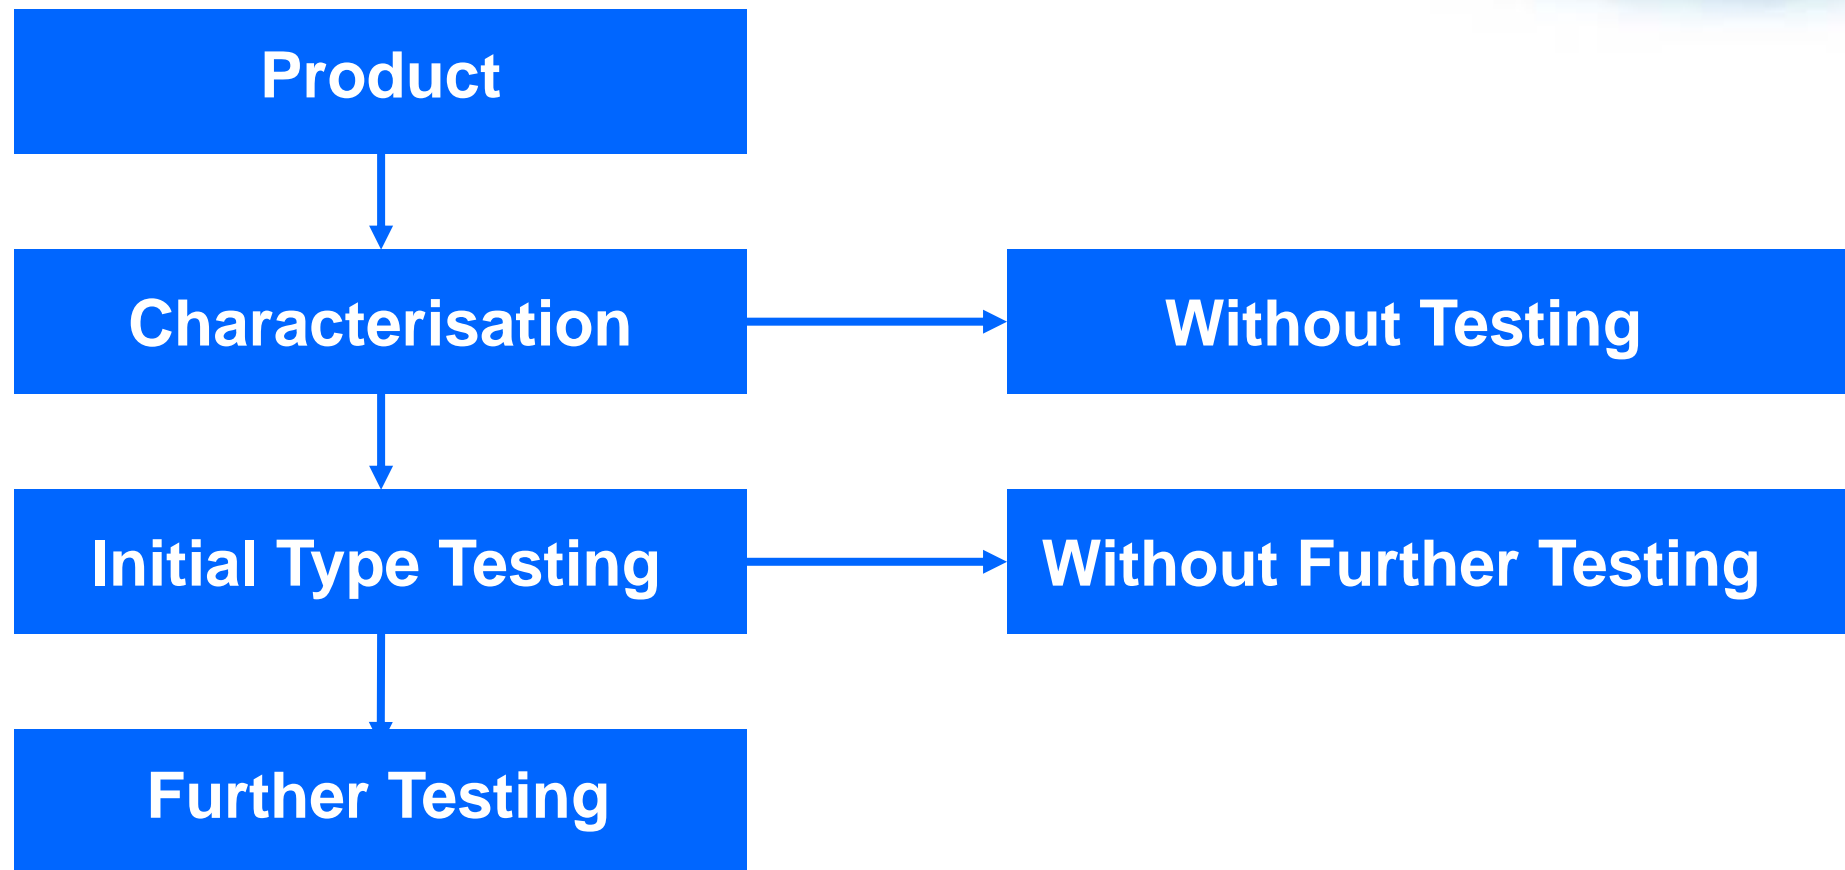 Product
Characterisation
Without Testing
Initial Type Testing
Without Further Testing
Further Testing